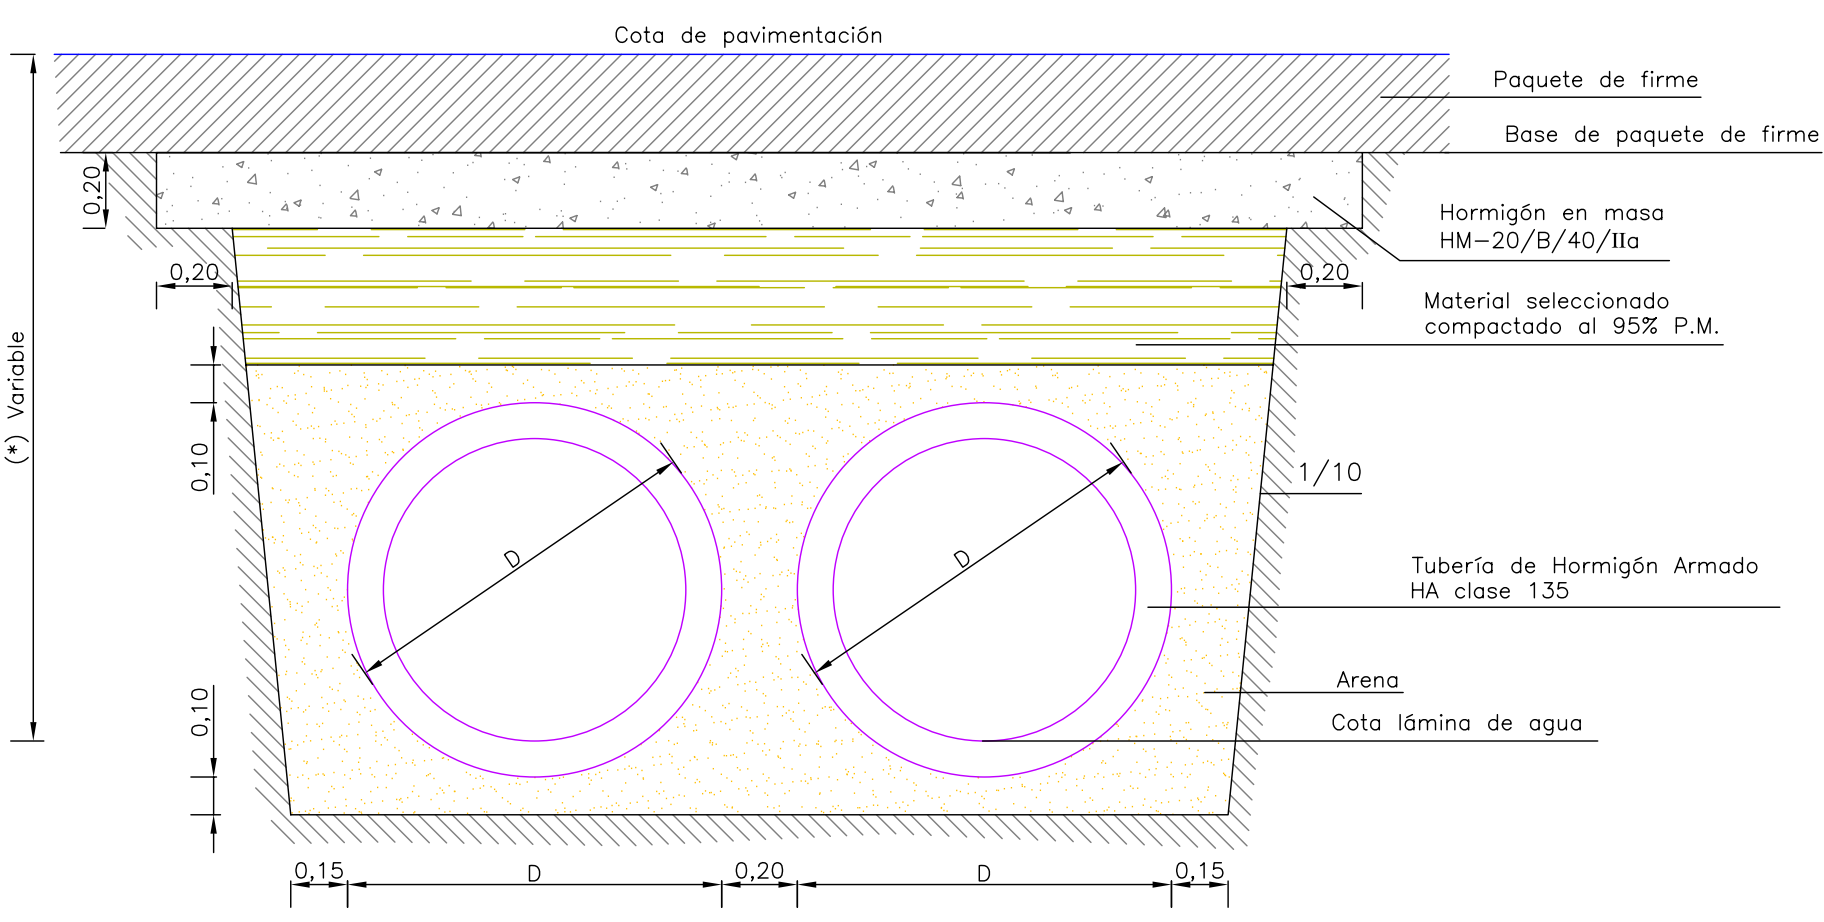 Cota de pavimentación
Paquete de firme
Base de paquete de firme
0,20
Hormigón en masa
HM-20/B/40/IIa
0,20
0,20
Material seleccionado
compactado al 95% P.M.
(*) Variable
0,10
1/10
D
D
Tubería de Hormigón Armado
HA clase 135
Arena
0,10
Cota lámina de agua
0,15
D
0,20
D
0,15